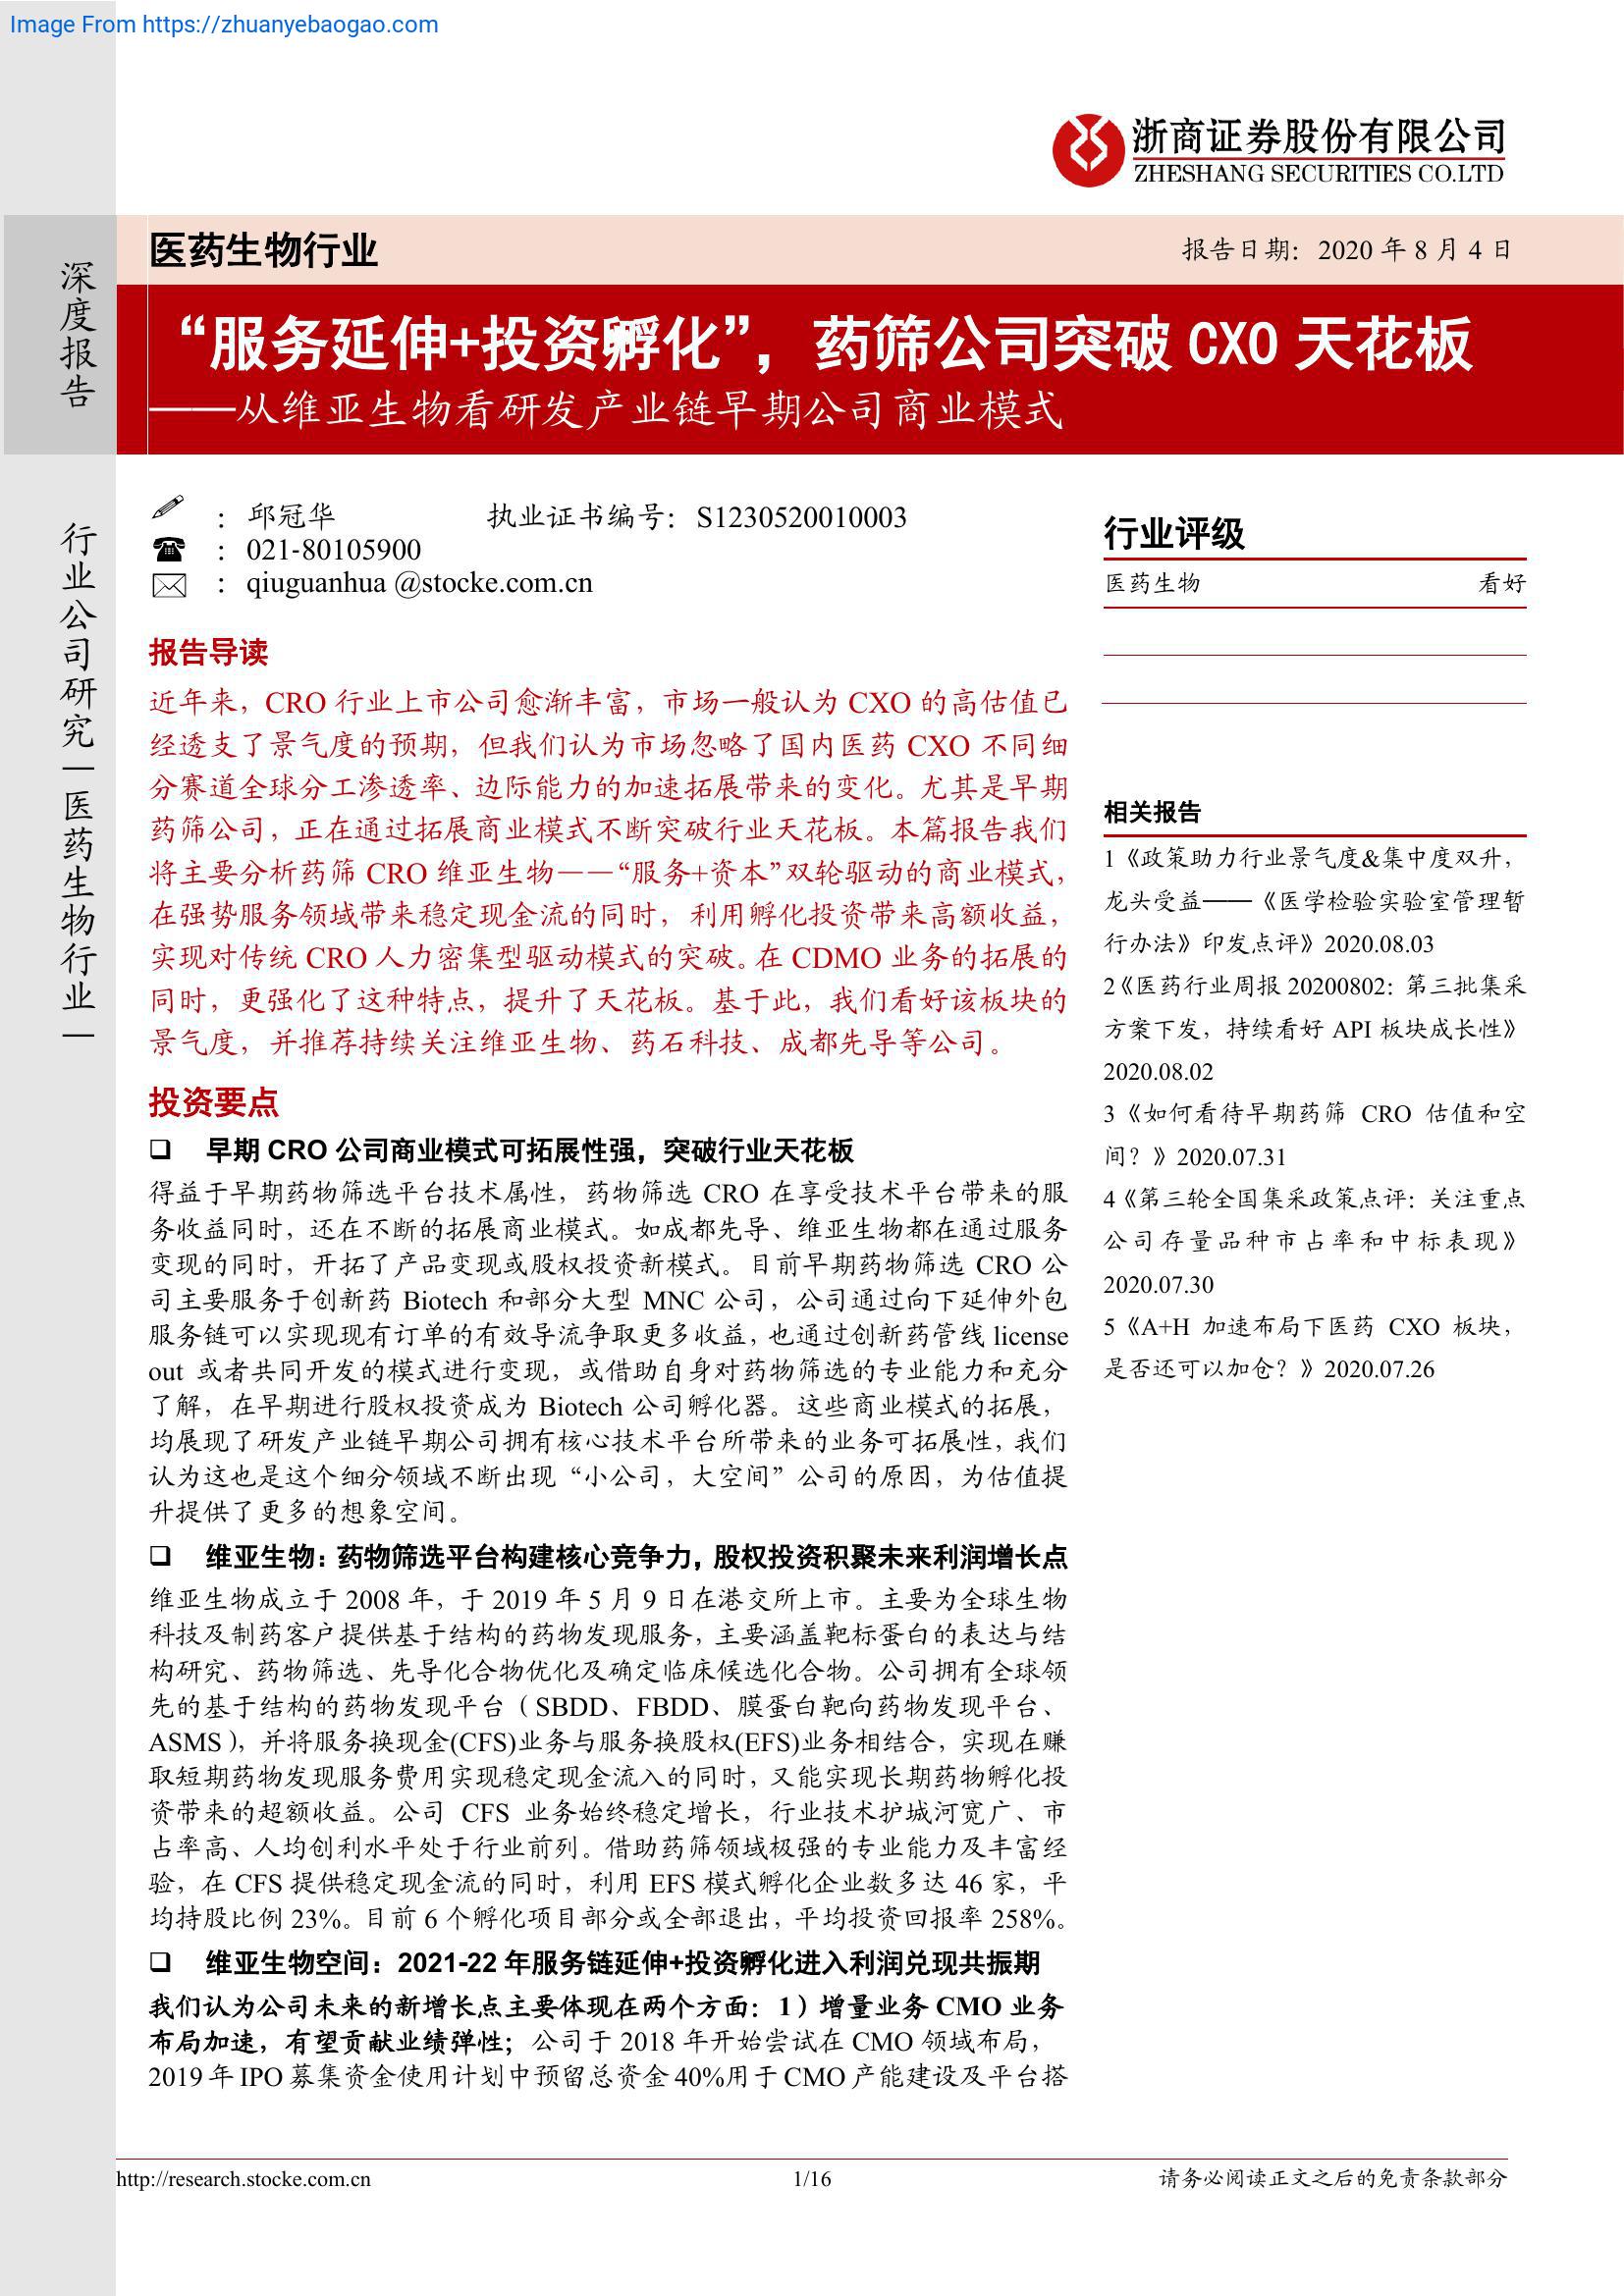 Image From https://zhuanyebaogao.com
浙商证券股份有限公司
ZHESHANG SECURITIES CO.LTD
深度报告
医药生物行业
报告日期：2020 年 8 月 4 日
“服务延伸+投资孵化”，药筛公司突破 CXO 天花板
——从维亚生物看研发产业链早期公司商业模式
行业公司研究—医药生物行业—
：邱冠华 执业证书编号：S1230520010003
：021-80105900
：qiuguanhua @stocke.com.cn
报告导读
近年来，CRO 行业上市公司愈渐丰富，市场一般认为 CXO 的高估值已
经透支了景气度的预期，但我们认为市场忽略了国内医药 CXO 不同细
分赛道全球分工渗透率、边际能力的加速拓展带来的变化。尤其是早期
药筛公司，正在通过拓展商业模式不断突破行业天花板。本篇报告我们
将主要分析药筛 CRO 维亚生物——“服务+资本”双轮驱动的商业模式，
在强势服务领域带来稳定现金流的同时，利用孵化投资带来高额收益，
实现对传统 CRO 人力密集型驱动模式的突破。在 CDMO 业务的拓展的
同时，更强化了这种特点，提升了天花板。基于此，我们看好该板块的
景气度，并推荐持续关注维亚生物、药石科技、成都先导等公司。
投资要点
❑ 早期 CRO 公司商业模式可拓展性强，突破行业天花板
得益于早期药物筛选平台技术属性，药物筛选 CRO 在享受技术平台带来的服
务收益同时，还在不断的拓展商业模式。如成都先导、维亚生物都在通过服务
变现的同时，开拓了产品变现或股权投资新模式。目前早期药物筛选 CRO 公
司主要服务于创新药 Biotech 和部分大型 MNC 公司，公司通过向下延伸外包
服务链可以实现现有订单的有效导流争取更多收益，也通过创新药管线 license
out 或者共同开发的模式进行变现，或借助自身对药物筛选的专业能力和充分
了解，在早期进行股权投资成为 Biotech 公司孵化器。这些商业模式的拓展，
均展现了研发产业链早期公司拥有核心技术平台所带来的业务可拓展性，我们
认为这也是这个细分领域不断出现“小公司，大空间”公司的原因，为估值提
升提供了更多的想象空间。
❑ 维亚生物：药物筛选平台构建核心竞争力，股权投资积聚未来利润增长点
维亚生物成立于 2008 年，于 2019 年 5 月 9 日在港交所上市。主要为全球生物
科技及制药客户提供基于结构的药物发现服务，主要涵盖靶标蛋白的表达与结
构研究、药物筛选、先导化合物优化及确定临床候选化合物。公司拥有全球领
先的基于结构的药物发现平台（SBDD、FBDD、膜蛋白靶向药物发现平台、
ASMS），并将服务换现金(CFS)业务与服务换股权(EFS)业务相结合，实现在赚
取短期药物发现服务费用实现稳定现金流入的同时，又能实现长期药物孵化投
资带来的超额收益。公司 CFS 业务始终稳定增长，行业技术护城河宽广、市
占率高、人均创利水平处于行业前列。借助药筛领域极强的专业能力及丰富经
验，在 CFS 提供稳定现金流的同时，利用 EFS 模式孵化企业数多达 46 家，平
均持股比例 23%。目前 6 个孵化项目部分或全部退出，平均投资回报率 258%。
❑ 维亚生物空间：2021-22 年服务链延伸+投资孵化进入利润兑现共振期
我们认为公司未来的新增长点主要体现在两个方面：1）增量业务 CMO 业务
布局加速，有望贡献业绩弹性；公司于 2018 年开始尝试在 CMO 领域布局，
2019 年 IPO 募集资金使用计划中预留总资金 40%用于 CMO 产能建设及平台搭
行业评级
医药生物 看好
相关报告
1《政策助力行业景气度&集中度双升，
龙头受益——《医学检验实验室管理暂
行办法》印发点评》2020.08.03
2《医药行业周报 20200802：第三批集采
方案下发，持续看好 API 板块成长性》
2020.08.02
3《如何看待早期药筛 CRO 估值和空
间？》2020.07.31
4《第三轮全国集采政策点评：关注重点
公司存量品种市占率和中标表现》
2020.07.30
5《A+H 加速布局下医药 CXO 板块，
是否还可以加仓？》2020.07.26
http://research.stocke.com.cn 1/16 请务必阅读正文之后的免责条款部分